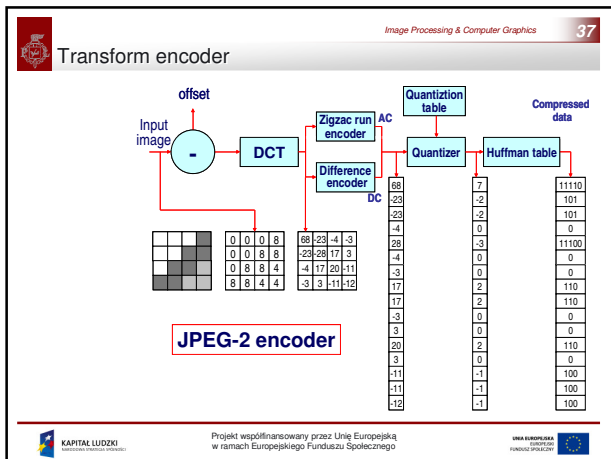 Image Processing & Computer Graphics
37
Transform encoder
offset
Input
image
-
DCT
Zigzac run
encoder
AC
Difference
encoder
DC
Quantiztion
table
Quantizer
Huffman table
Compressed
data
0 0 0 8
0 0 8 8
0 8 8 4
8 8 4 4
68 -23 -4 -3
-23 -28 17 3
-4 17 20 -11
-3 3 -11 -12
68 7 11110
-23 -2 101
-23 -2 101
-4 0 0
28 -3 11100
-4 0 0
-3 0 0
17 2 110
17 2 110
-3 0 0
3 0 0
20 2 110
3 0 0
-11 -1 100
-11 -1 100
-12 -1 100
JPEG-2 encoder
KAPITAŁ LUDZKI
NARODOWA STRATEGIA SPÓJNOŚCI
Projekt współfinansowany przez Unię Europejską
w ramach Europejskiego Funduszu Społecznego
UNIA EUROPEJSKA
EUROPEJSKI
FUNDUSZ SPOŁECZNY